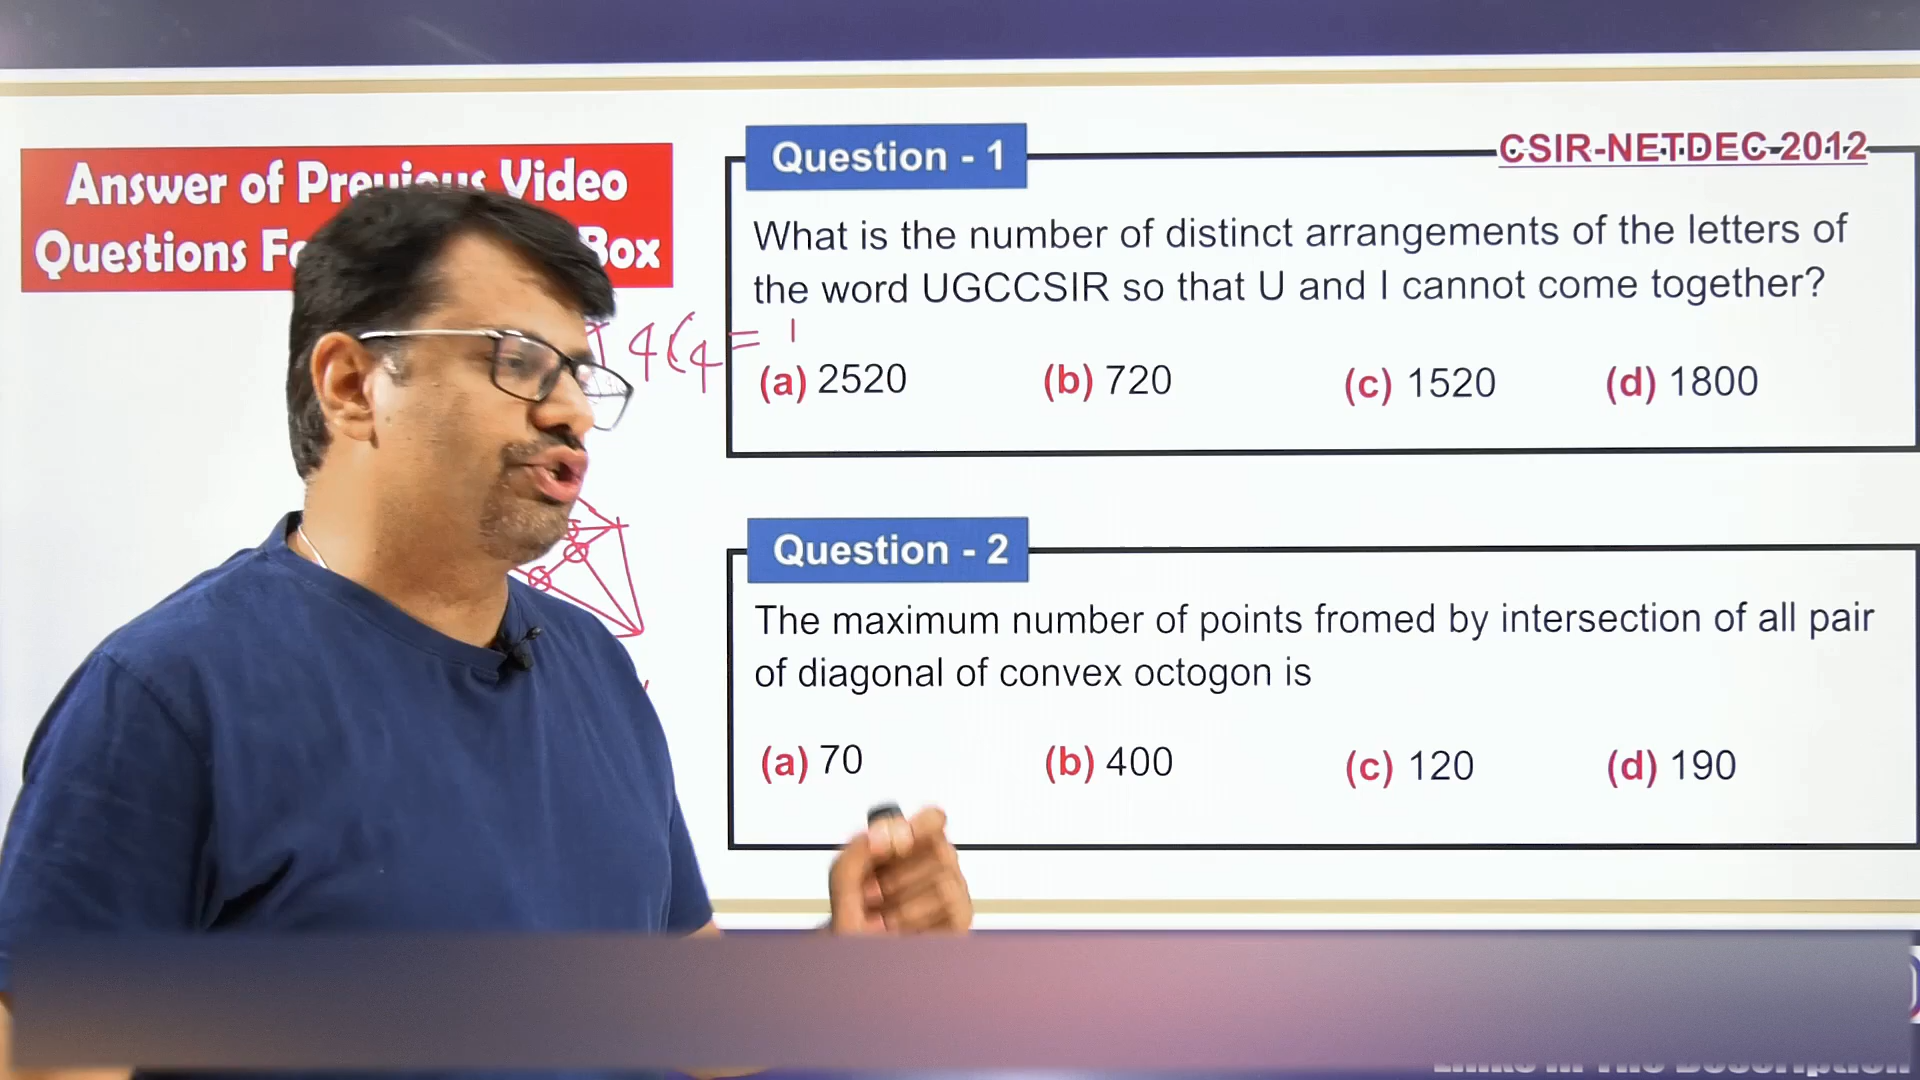 Answer of Previous Video
Questions Box
4C4 = 1
Question - 1
CSIR-NET-DEC-2012
What is the number of distinct arrangements of the letters of
the word UGCCSIR so that U and I cannot come together?
(a) 2520
(b) 720
(c) 1520
(d) 1800
Question - 2
The maximum number of points fromed by intersection of all pair
of diagonal of convex octogon is
(a) 70
(b) 400
(c) 120
(d) 190